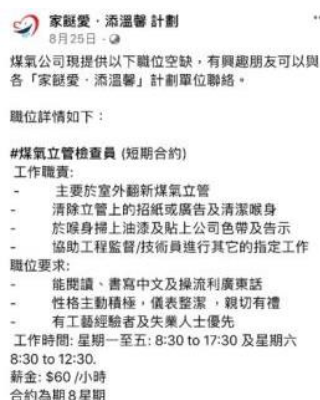 家餸愛·添溫馨 計劃
8月25日 ·
煤氣公司現提供以下職位空缺，有興趣朋友可以與
各「家餸愛·添溫馨」計劃單位聯絡。
職位詳情如下：
#煤氣立管檢查員 (短期合約)
工作職責:
- 主要於室外翻新煤氣立管
- 清除立管上的招紙或廣告及清潔喉身
- 於喉身掃上油漆及貼上公司色帶及告示
- 協助工程監督/技術員進行其它的指定工作
職位要求:
- 能閱讀、書寫中文及操流利廣東話
- 性格主動積極，儀表整潔 ，親切有禮
- 有工藝經驗者及失業人士優先
工作時間: 星期一至五: 8:30 to 17:30 及星期六
8:30 to 12:30.
薪金: $60 /小時
合約為期 8 星期